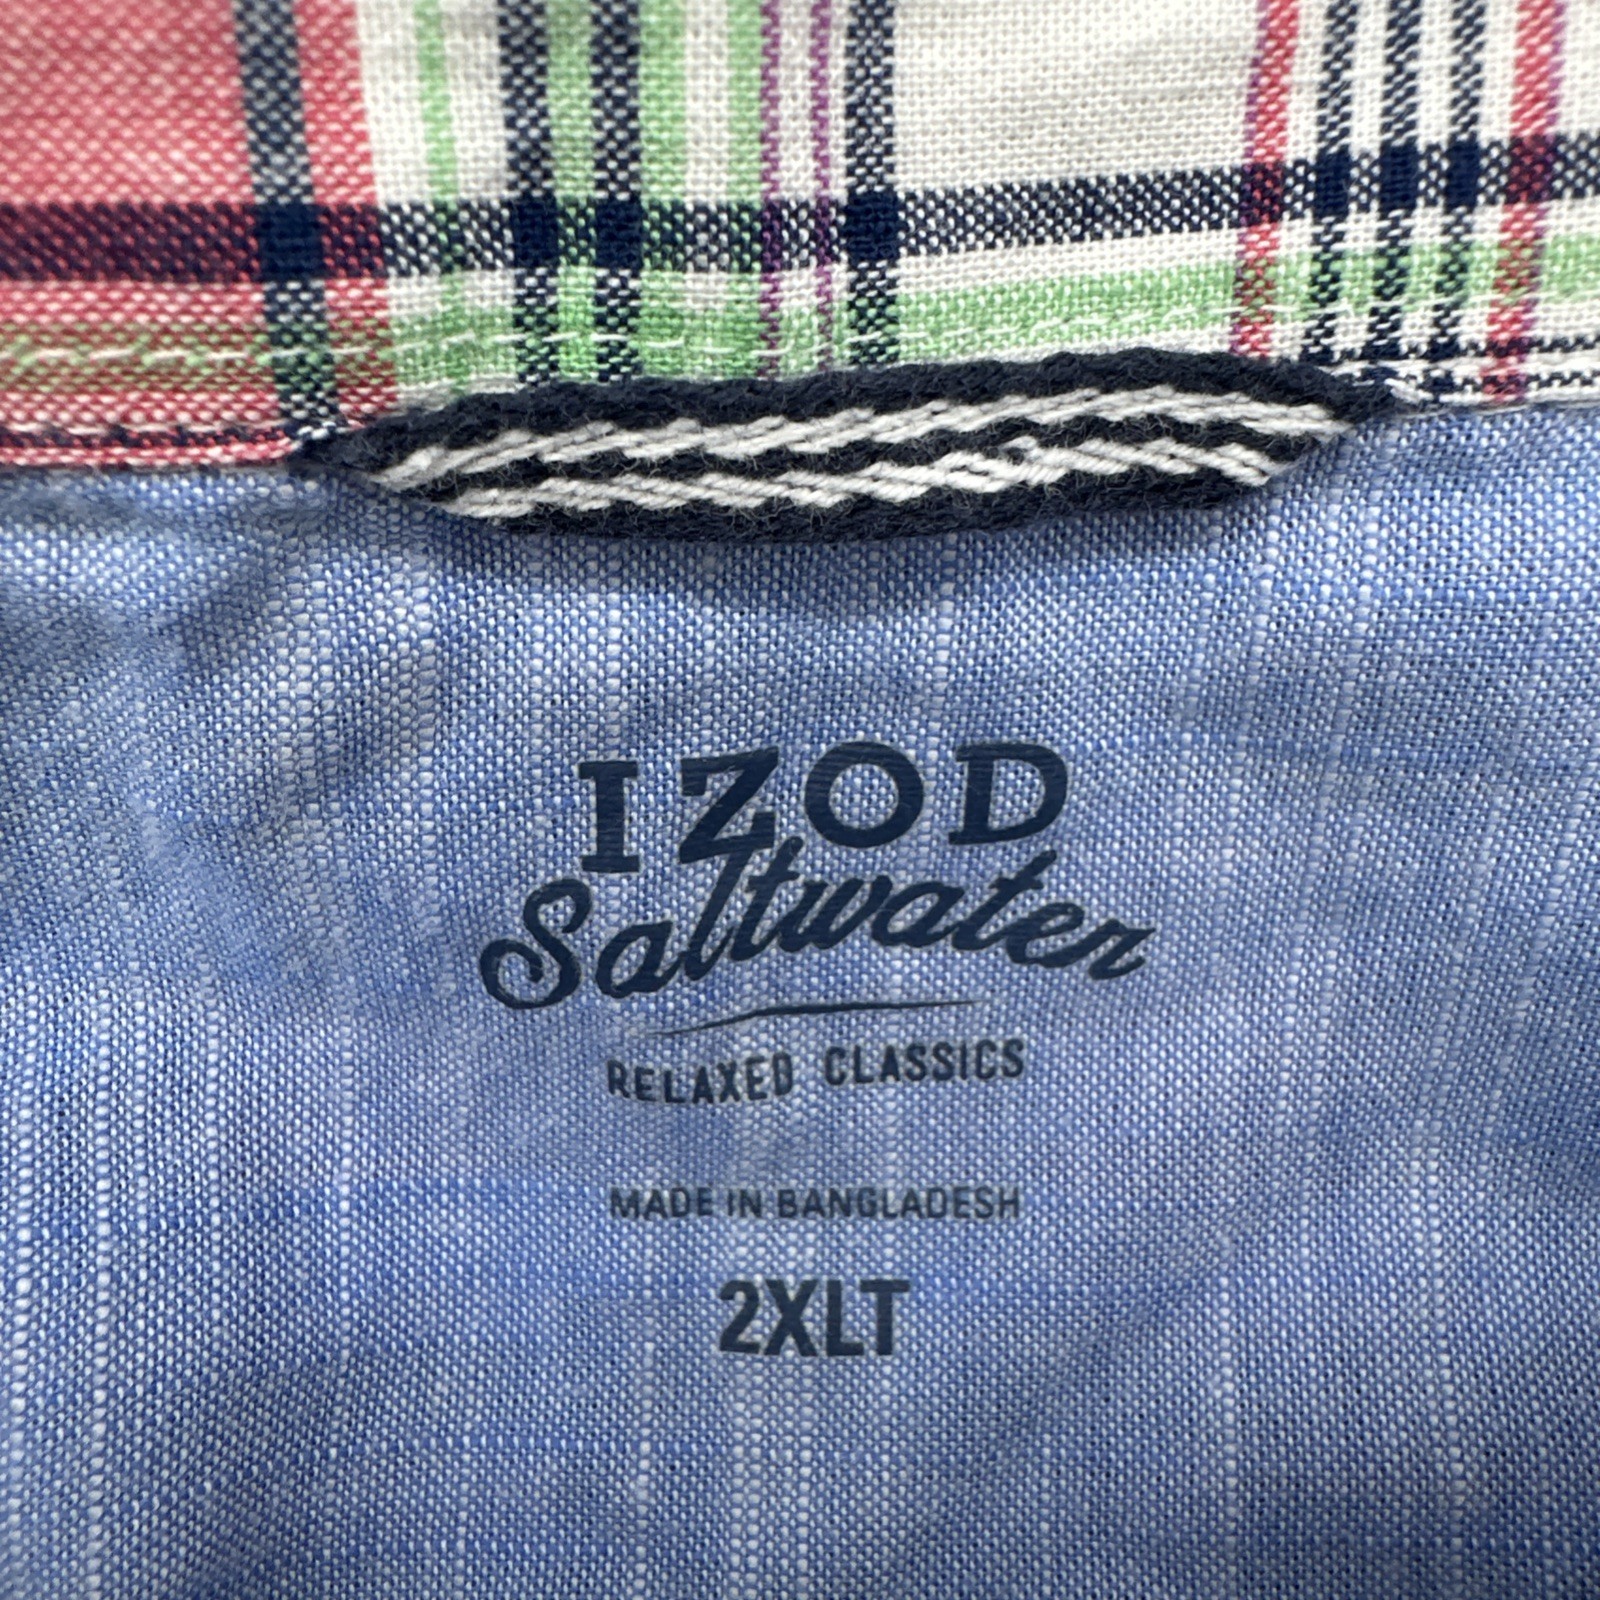 IZOD
Saltwater
RELAXED CLASSICS
MADE IN BANGLADESH
2XLT